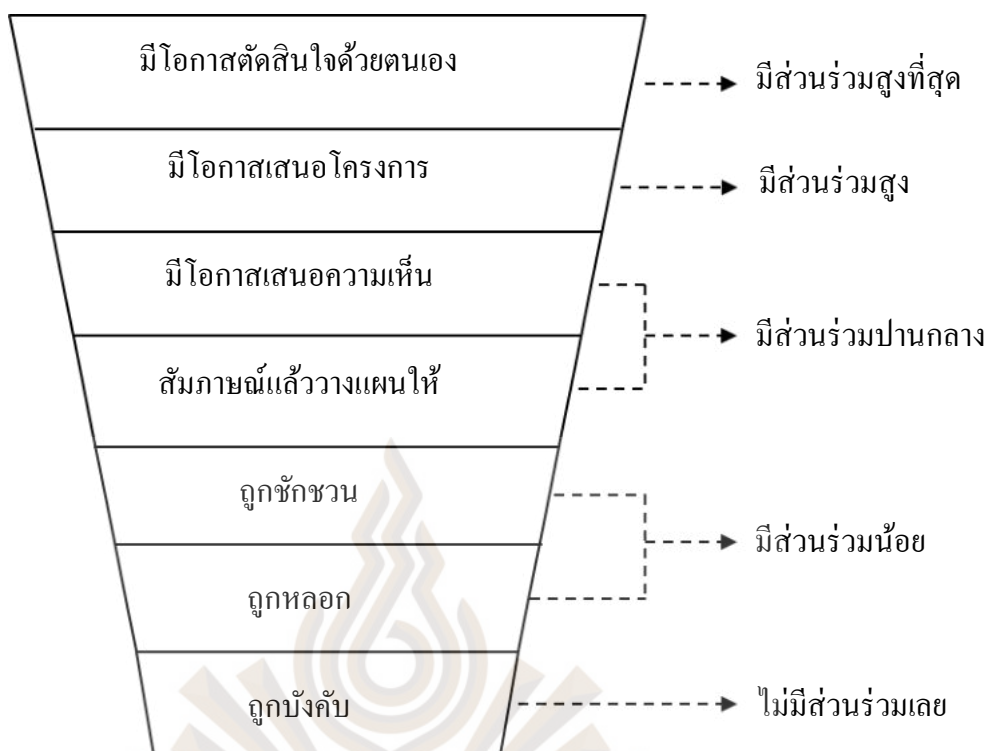 มีโอกาสตัดสินใจด้วยตนเอง
มีส่วนร่วมสูงที่สุด
มีโอกาสเสนอโครงการ
มีส่วนร่วมสูง
มีโอกาสเสนอความเห็น
มีส่วนร่วมปานกลาง
สัมภาษณ์แล้ววางแผนให้
ถูกชักชวน
มีส่วนร่วมน้อย
ถูกหลอก
ถูกบังคับ
ไม่มีส่วนร่วมเลย